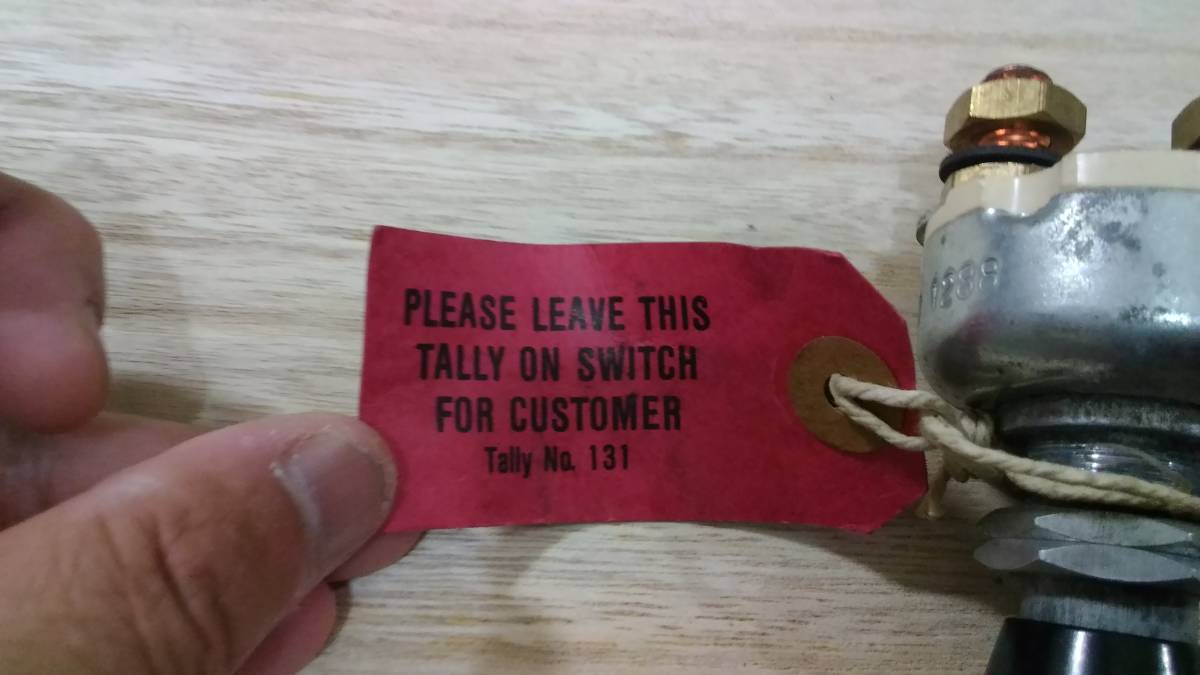 PLEASE LEAVE THIS
TALLY ON SWITCH
FOR CUSTOMER
Tally No. 131